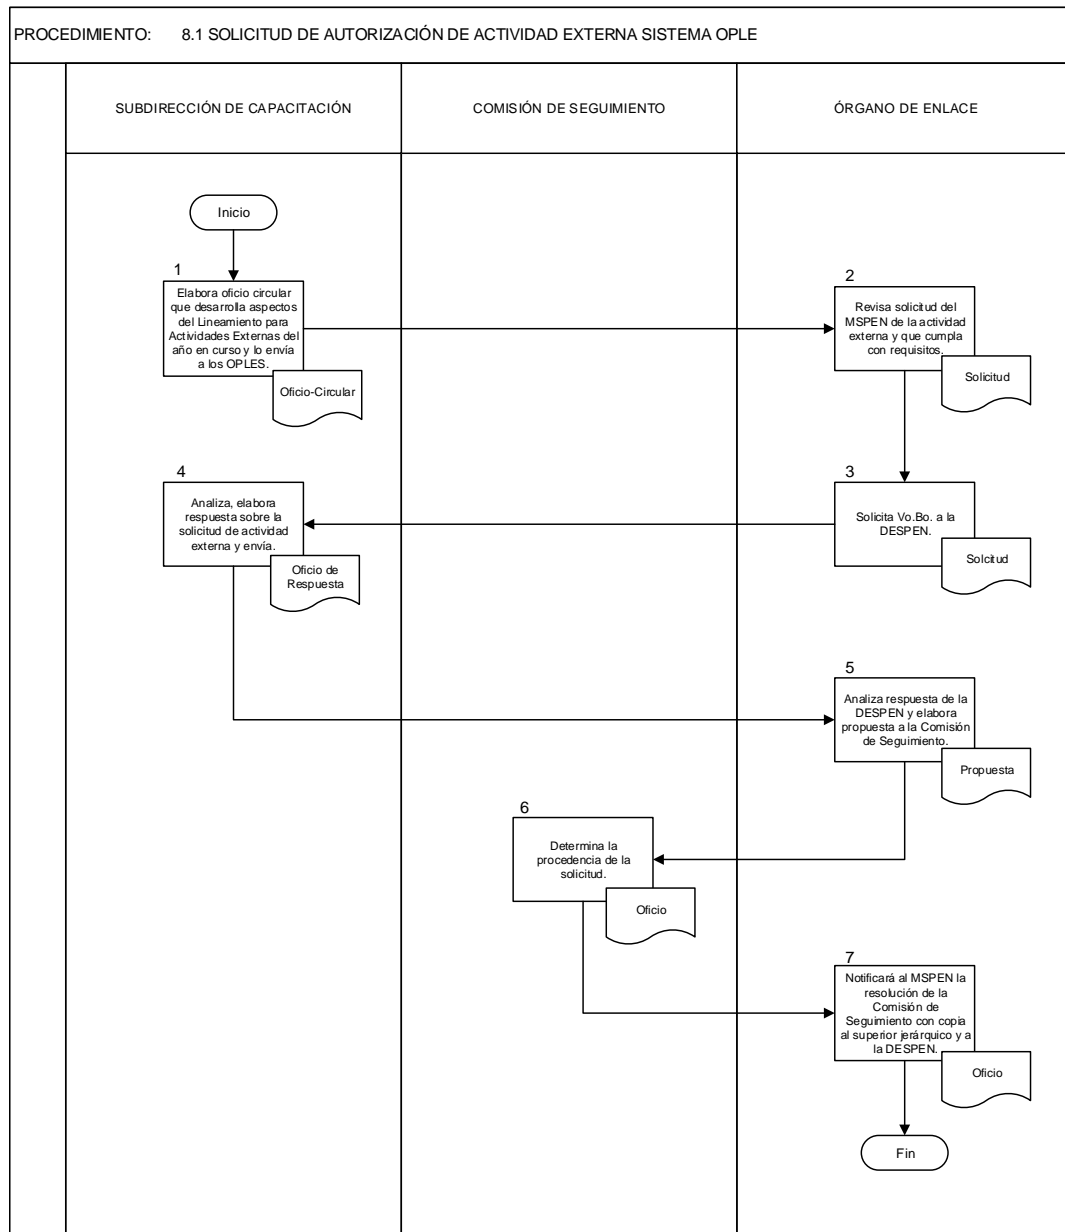 PROCEDIMIENTO: 8.1 SOLICITUD DE AUTORIZACIÓN DE ACTIVIDAD EXTERNA SISTEMA OPLE
SUBDIRECCIÓN DE CAPACITACIÓN
COMISIÓN DE SEGUIMIENTO
ÓRGANO DE ENLACE
Inicio
1
Elabora oficio circular
que desarrolla aspectos
del Lineamiento para
Actividades Externas del
año en curso y lo envía
a los OPLES.
Oficio-Circular
2
Revisa solicitud del
MSPEN de la actividad
externa y que cumpla
con requisitos.
Solicitud
3
Solicita Vo.Bo. a la
DESPEN.
Solcitud
4
Analiza, elabora
respuesta sobre la
solicitud de actividad
externa y envía.
Oficio de
Respuesta
5
Analiza respuesta de la
DESPEN y elabora
propuesta a la Comisión
de Seguimiento.
Propuesta
6
Determina la
procedencia de la
solicitud.
Oficio
7
Notificará al MSPEN la
resolución de la
Comisión de
Seguimiento con copia
al superior jerárquico y a
la DESPEN.
Oficio
Fin